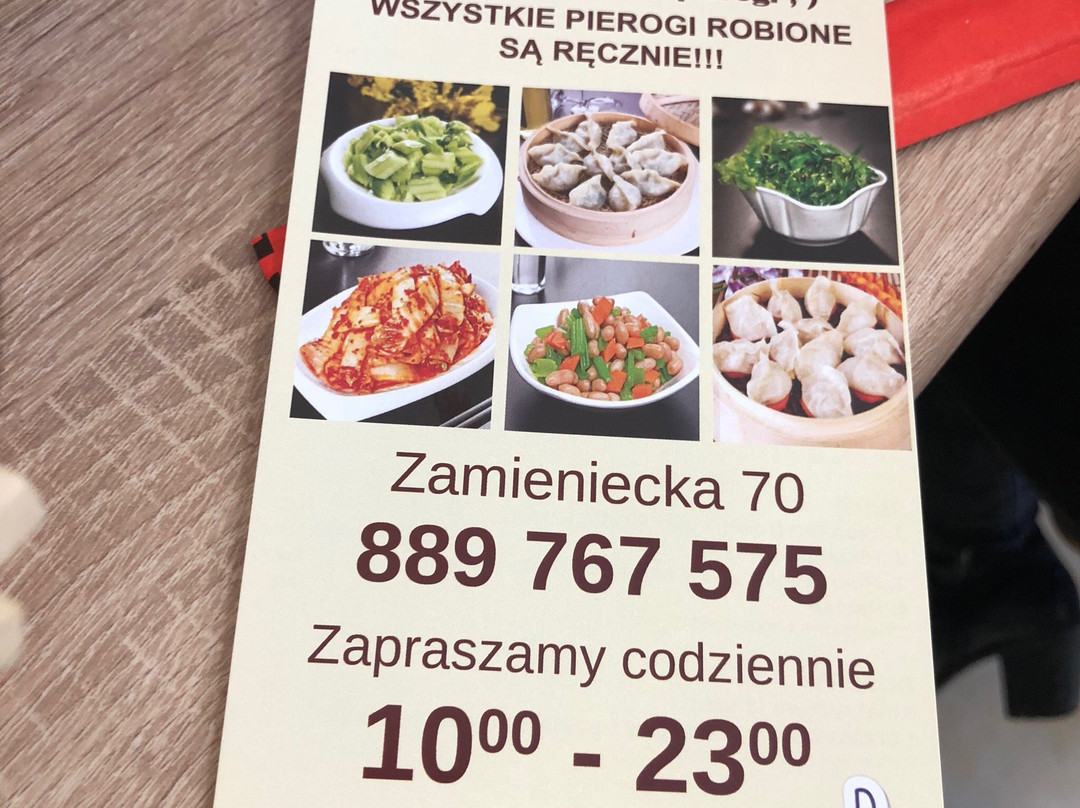 WSZYSTKIE PIEROGI ROBIONE
SĄ RĘCZNIE!!!
Zamieniecka 70
889 767 575
Zapraszamy codziennie
10⁰⁰ - 23⁰⁰